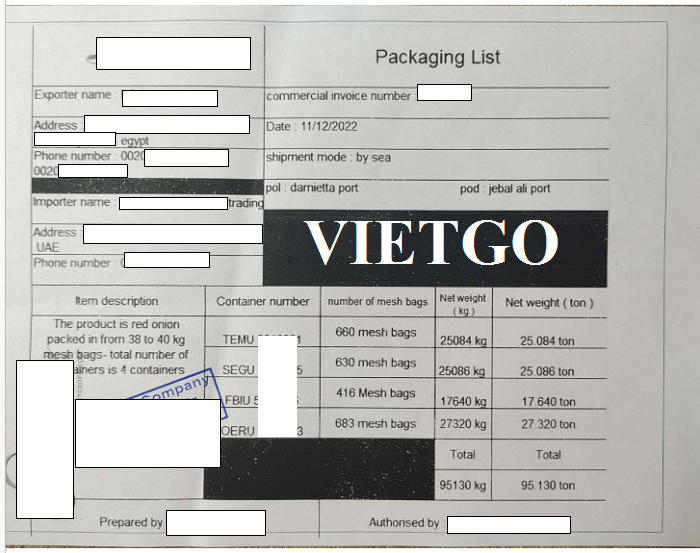 Packaging List
Exporter name :
commercial invoice number :
Address :
egypt
Date : 11/12/2022
Phone number : 0020
0020
shipment mode : by sea
pol : damietta port pod : jebal ali port
Importer name : trading
VIETGO
Address :
UAE
Phone number :
Item description Container number number of mesh bags Net weight ( kg ) Net weight ( ton )
The product is red onion
packed in from 38 to 40 kg
mesh bags- total number of
ainers is 4 containers
TEMU 1 660 mesh bags 25084 kg 25.084 ton
SEGU 5 630 mesh bags 25086 kg 25.086 ton
FBIU 416 Mesh bags 17640 kg 17.640 ton
OERU 3 683 mesh bags 27320 kg 27.320 ton
Company
Total Total
95130 kg 95.130 ton
Prepared by
Authorised by :